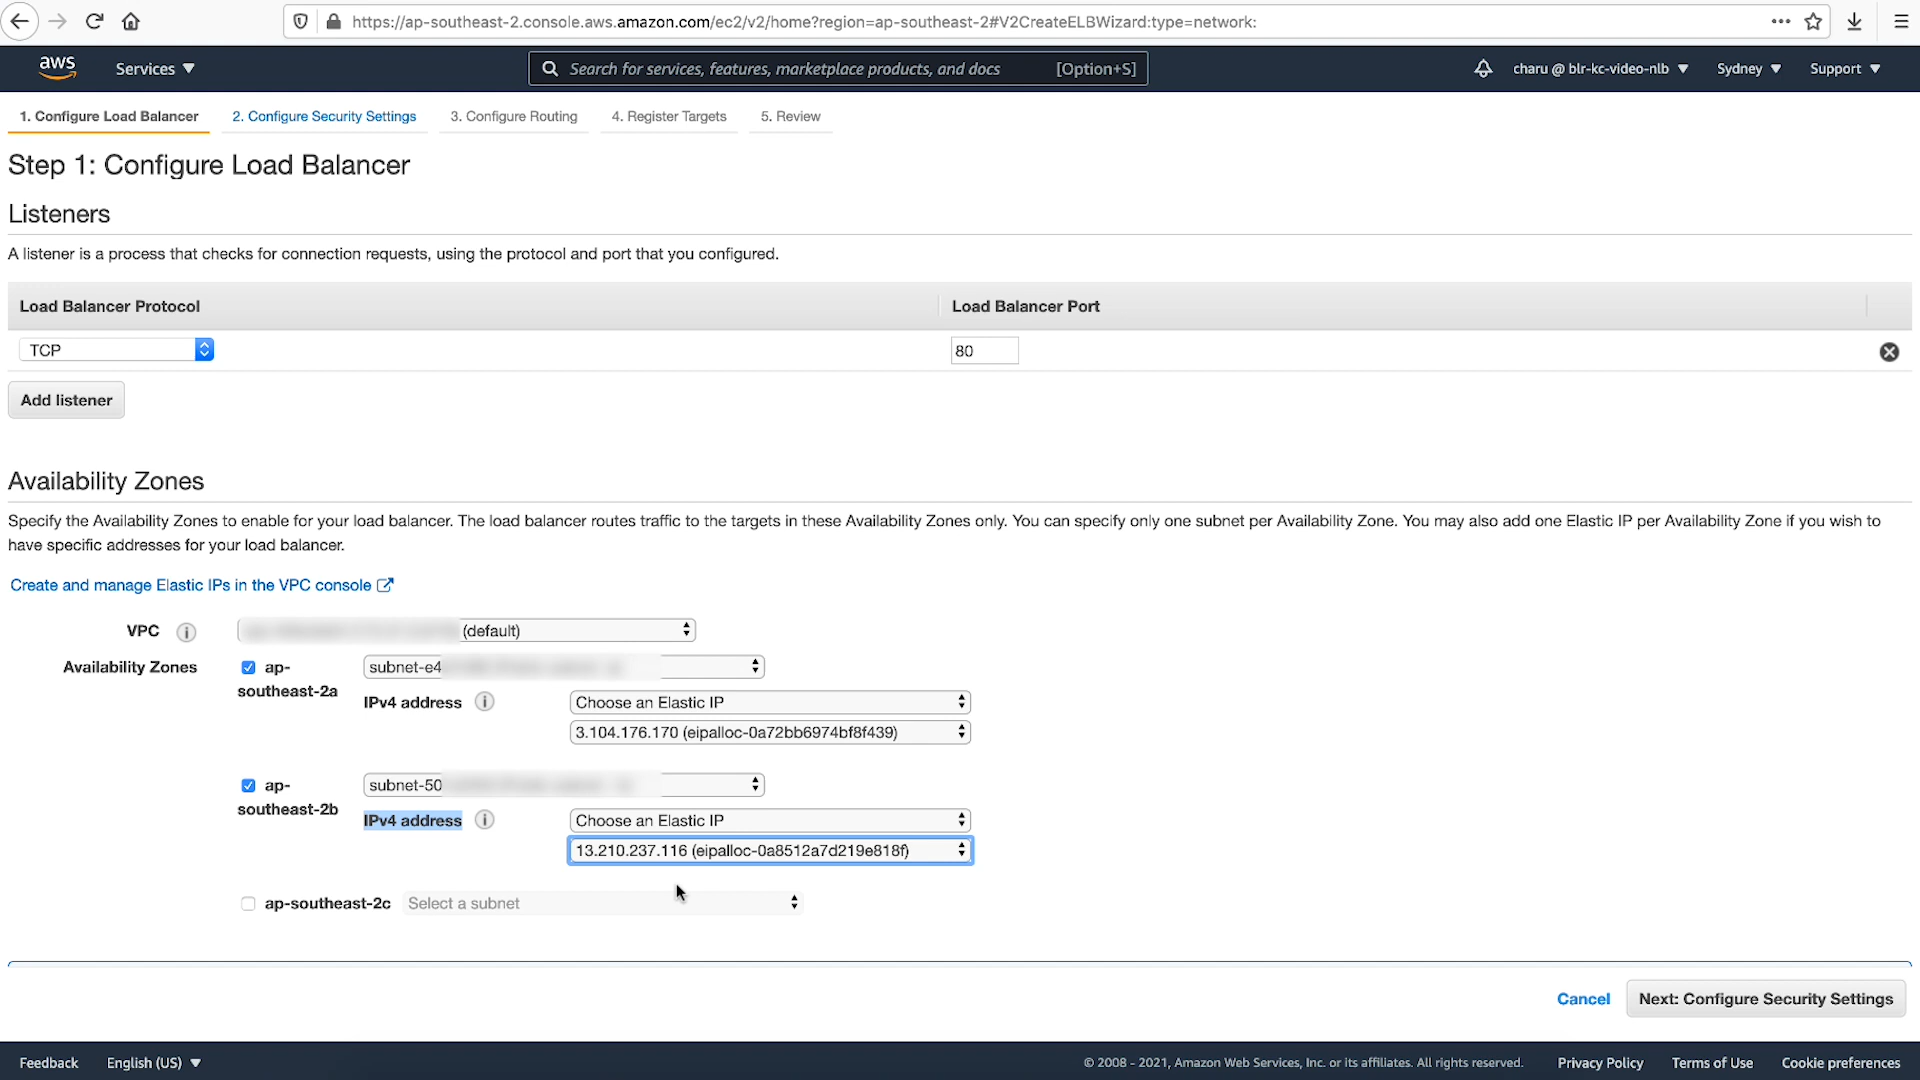 https://ap-southeast-2.console.aws.amazon.com/ec2/v2/home?region=ap-southeast-2#V2CreateELBWizard:type=network:
aws
Services ▼
Search for services, features, marketplace products, and docs [Option+S]
charu @ blr-kc-video-nlb ▼
Sydney ▼
Support ▼
1. Configure Load Balancer
2. Configure Security Settings
3. Configure Routing
4. Register Targets
5. Review
Step 1: Configure Load Balancer
Listeners
A listener is a process that checks for connection requests, using the protocol and port that you configured.
Load Balancer Protocol
Load Balancer Port
TCP
80
Add listener
Availability Zones
Specify the Availability Zones to enable for your load balancer. The load balancer routes traffic to the targets in these Availability Zones only. You can specify only one subnet per Availability Zone. You may also add one Elastic IP per Availability Zone if you wish to
have specific addresses for your load balancer.
Create and manage Elastic IPs in the VPC console
VPC i
(default)
Availability Zones
ap-
southeast-2a
subnet-e4
IPv4 address i
Choose an Elastic IP
3.104.176.170 (eipalloc-0a72bb6974bf8f439)
ap-
southeast-2b
subnet-50
IPv4 address i
Choose an Elastic IP
13.210.237.116 (eipalloc-0a8512a7d219e818f)
ap-southeast-2c
Select a subnet
Cancel
Next: Configure Security Settings
Feedback
English (US) ▼
© 2008 - 2021, Amazon Web Services, Inc. or its affiliates. All rights reserved.
Privacy Policy
Terms of Use
Cookie preferences